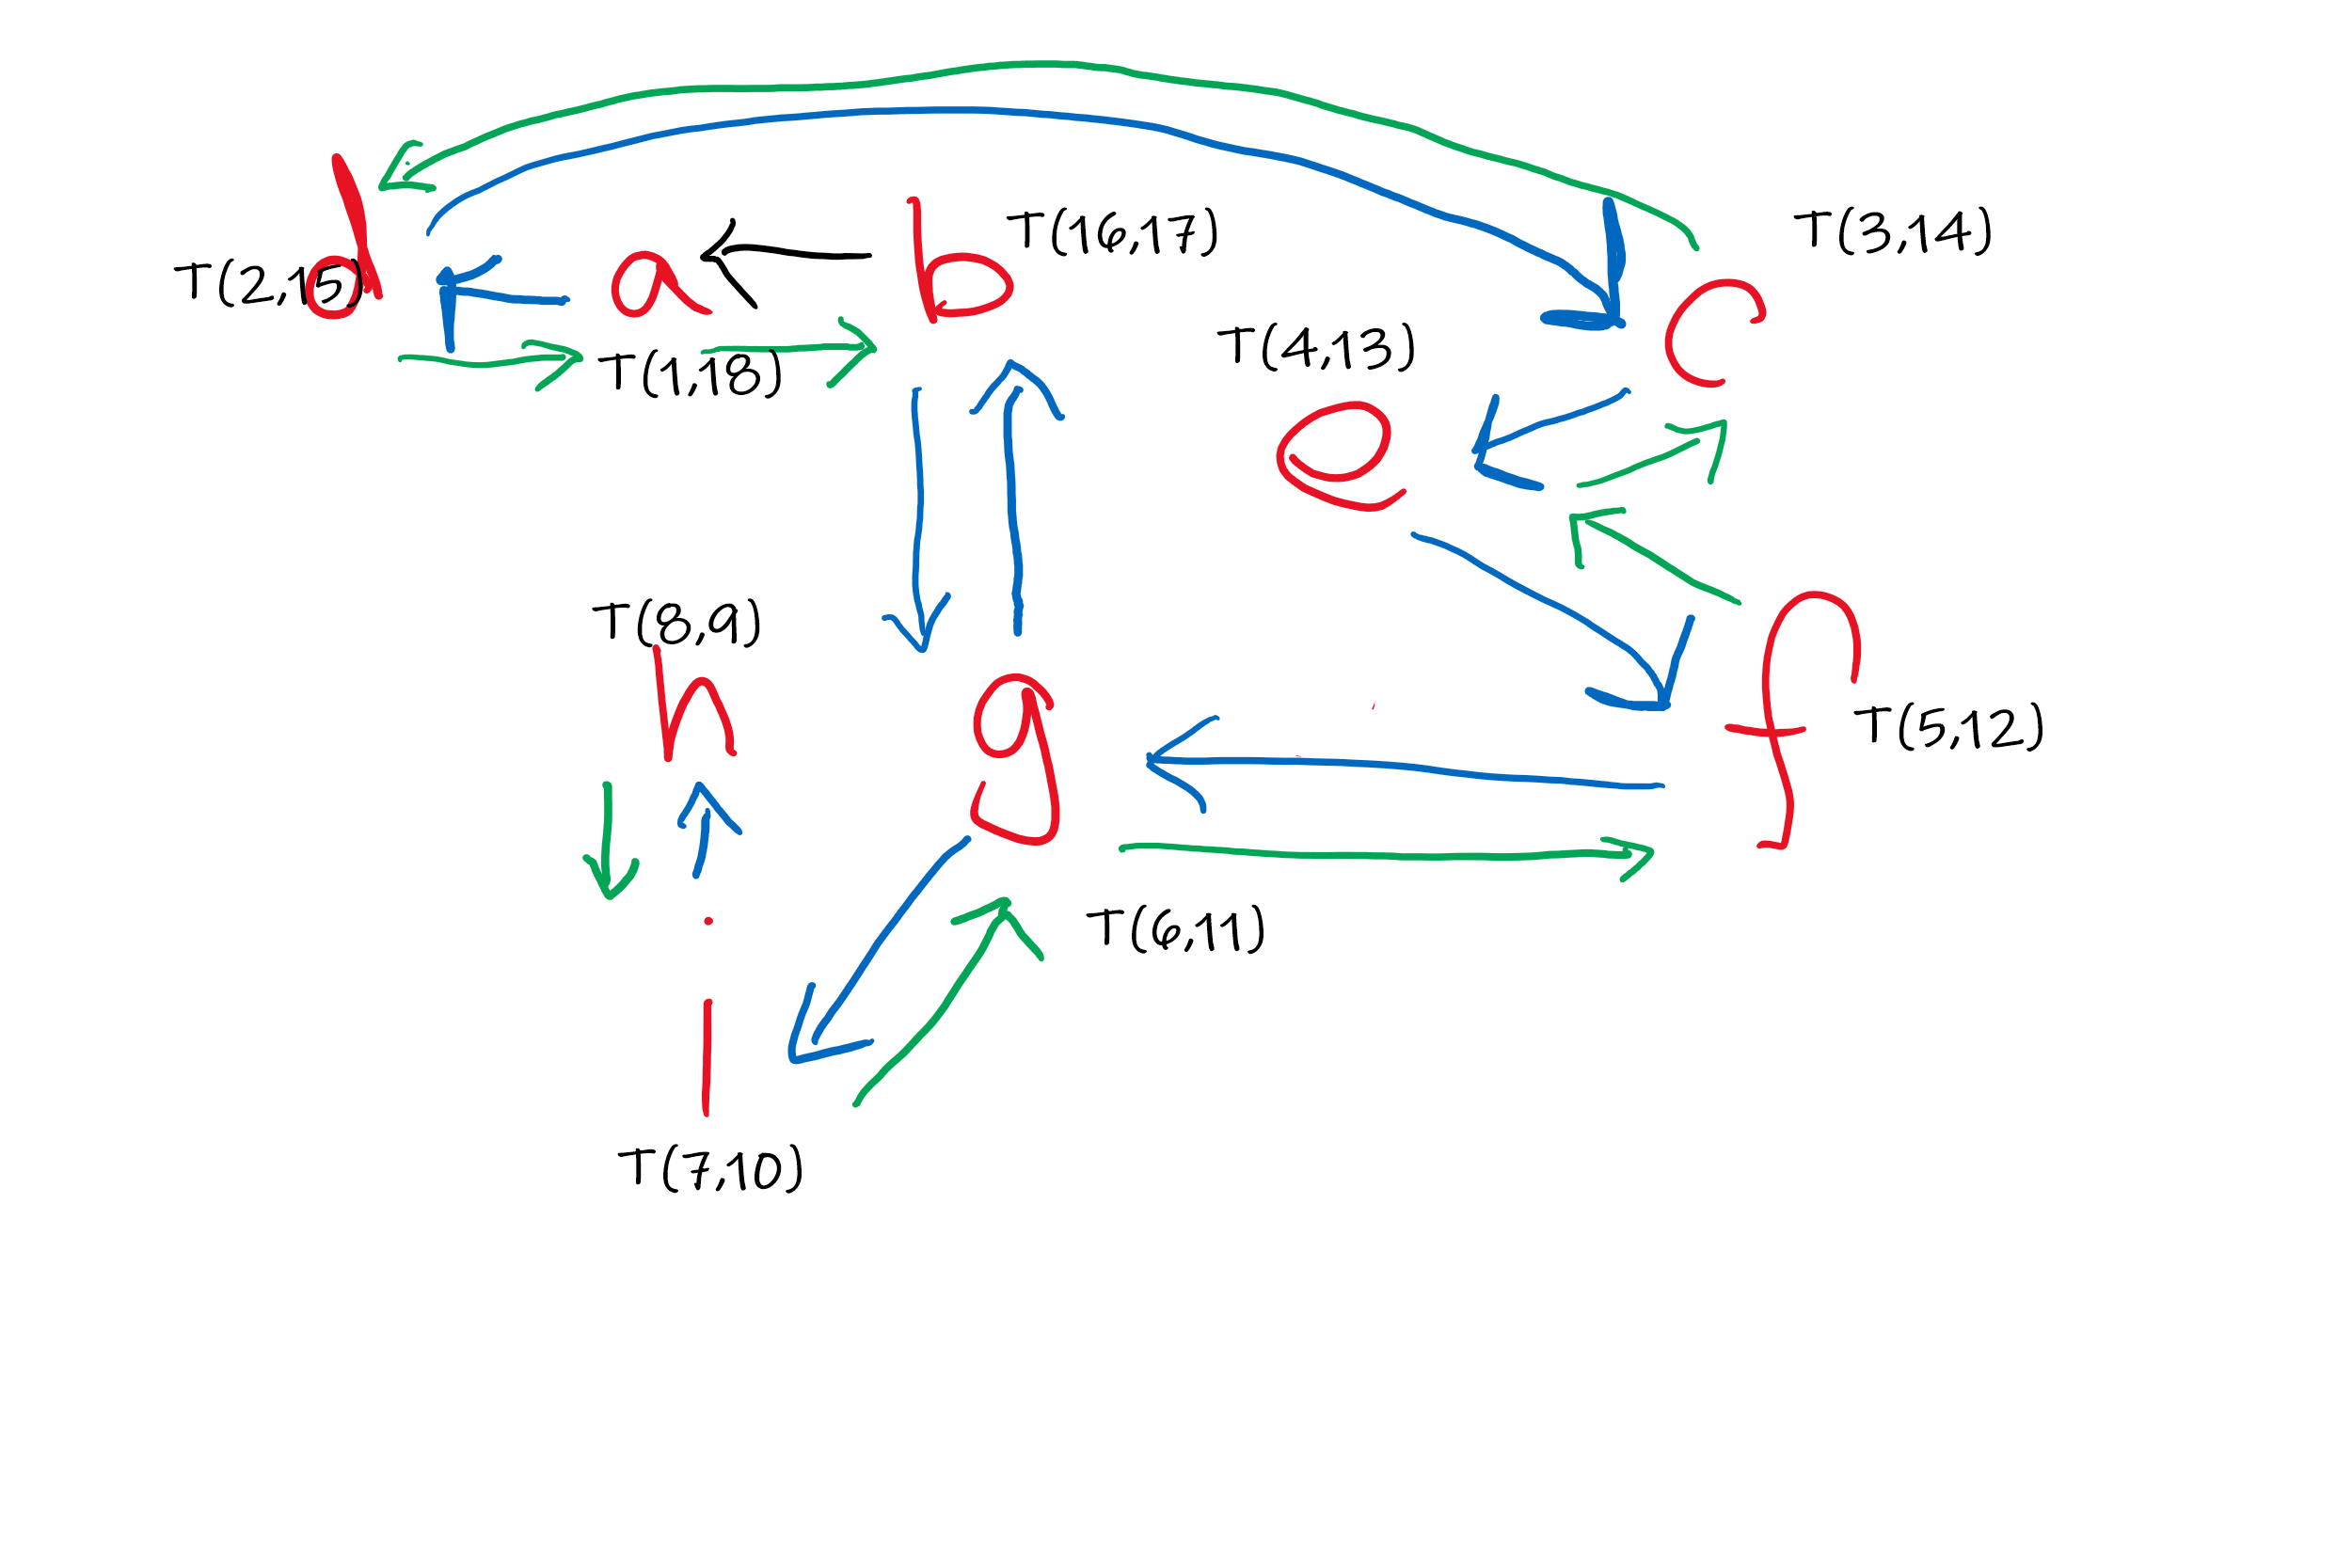 b
T(16,17)
T(3,14)
d
T(2,15)
a
c
T(1,18)
T(4,13)
e
T(8,9)
h
g
f
T(5,12)
T(6,11)
i
T(7,10)